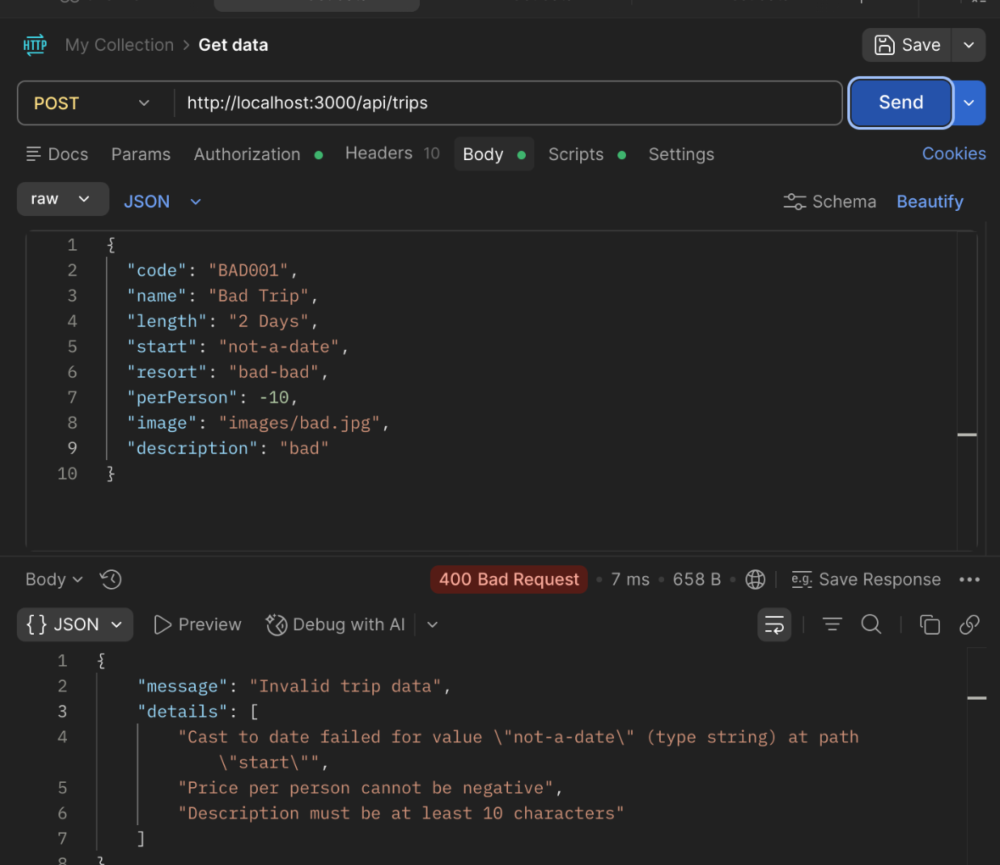 HTTP My Collection > Get data Save
POST http://localhost:3000/api/trips Send
Docs Params Authorization Headers 10 Body Scripts Settings Cookies
raw JSON Schema Beautify
1 {
2 "code": "BAD001",
3 "name": "Bad Trip",
4 "length": "2 Days",
5 "start": "not-a-date",
6 "resort": "bad-bad",
7 "perPerson": -10,
8 "image": "images/bad.jpg",
9 "description": "bad"
10 }
Body 400 Bad Request • 7 ms • 658 B • e.g. Save Response
{ } JSON Preview Debug with AI
1 {
2 "message": "Invalid trip data",
3 "details": [
4 "Cast to date failed for value \"not-a-date\" (type string) at path
\"start\"",
5 "Price per person cannot be negative",
6 "Description must be at least 10 characters"
7 ]
8 }